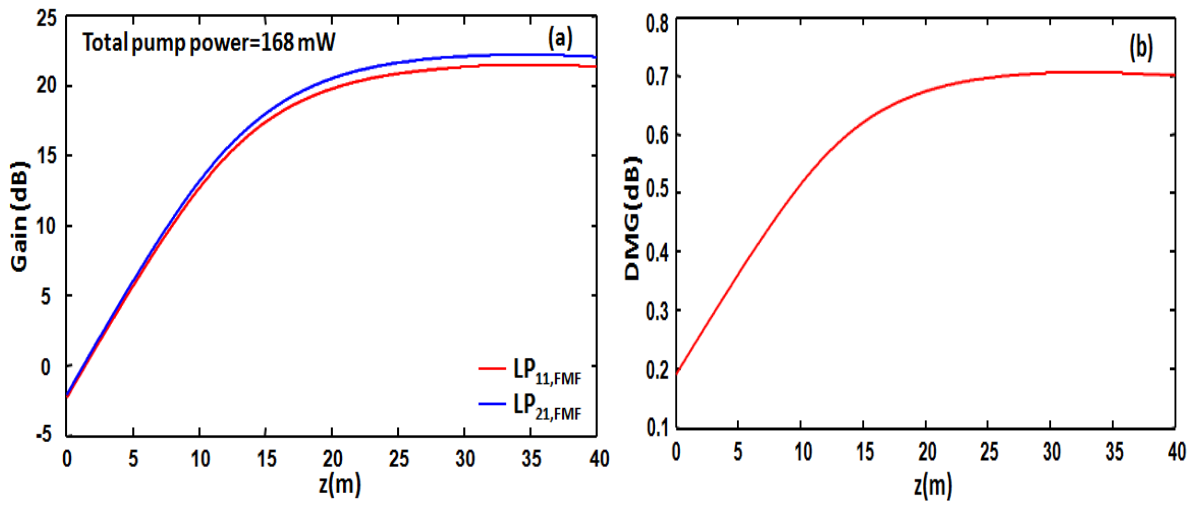 25
20
15
10
5
0
-5
Gain(dB)
Total pump power=168 mW
(a)
LP11,FMF
LP21,FMF
0 5 10 15 20 25 30 35 40
z(m)
0.8
0.7
0.6
0.5
0.4
0.3
0.2
0.1
DMG(dB)
(b)
0 5 10 15 20 25 30 35 40
z(m)